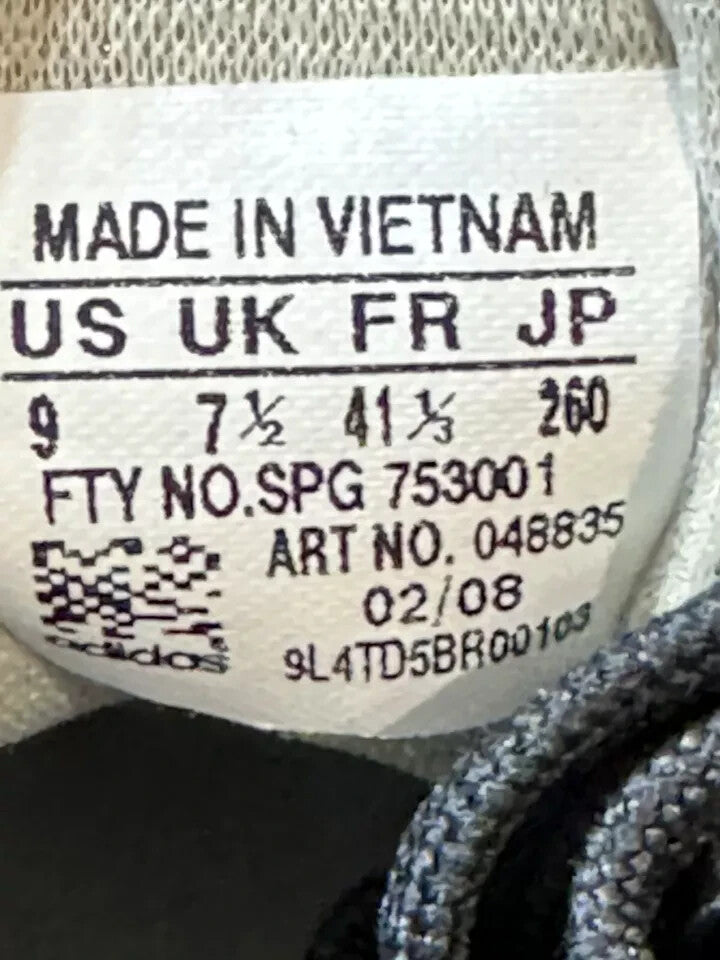 MADE IN VIETNAM
US UK FR JP
9 7½ 41⅓ 260
FTY NO.SPG 753001
ART NO. 048835
02/08
adidas
9L4TD5BR00103